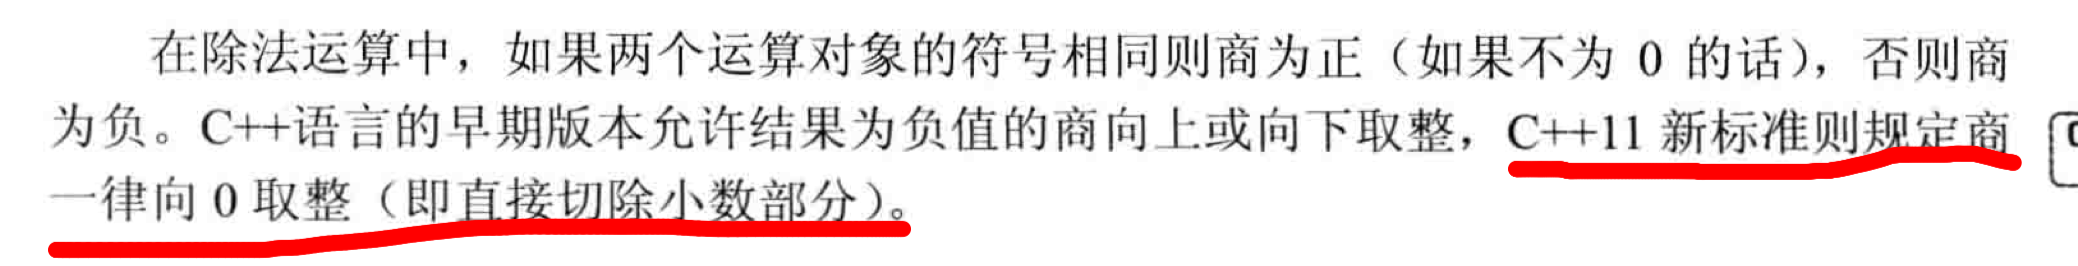 在除法运算中，如果两个运算对象的符号相同则商为正（如果不为 0 的话），否则商
为负。C++语言的早期版本允许结果为负值的商向上或向下取整，C++11 新标准则规定商
一律向 0 取整（即直接切除小数部分）。